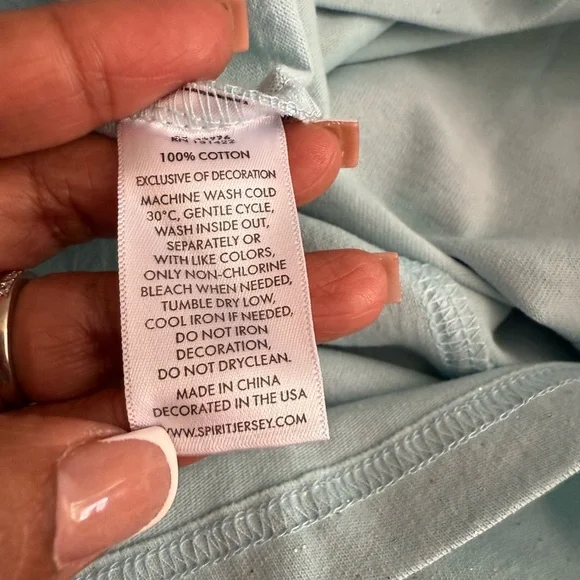 100% COTTON
EXCLUSIVE OF DECORATION
MACHINE WASH COLD
30°C, GENTLE CYCLE,
WASH INSIDE OUT,
SEPARATELY OR
WITH LIKE COLORS,
ONLY NON-CHLORINE
BLEACH WHEN NEEDED,
TUMBLE DRY LOW,
COOL IRON IF NEEDED,
DO NOT IRON
DECORATION,
DO NOT DRYCLEAN.
MADE IN CHINA
DECORATED IN THE USA
WWW.SPIRITJERSEY.COM